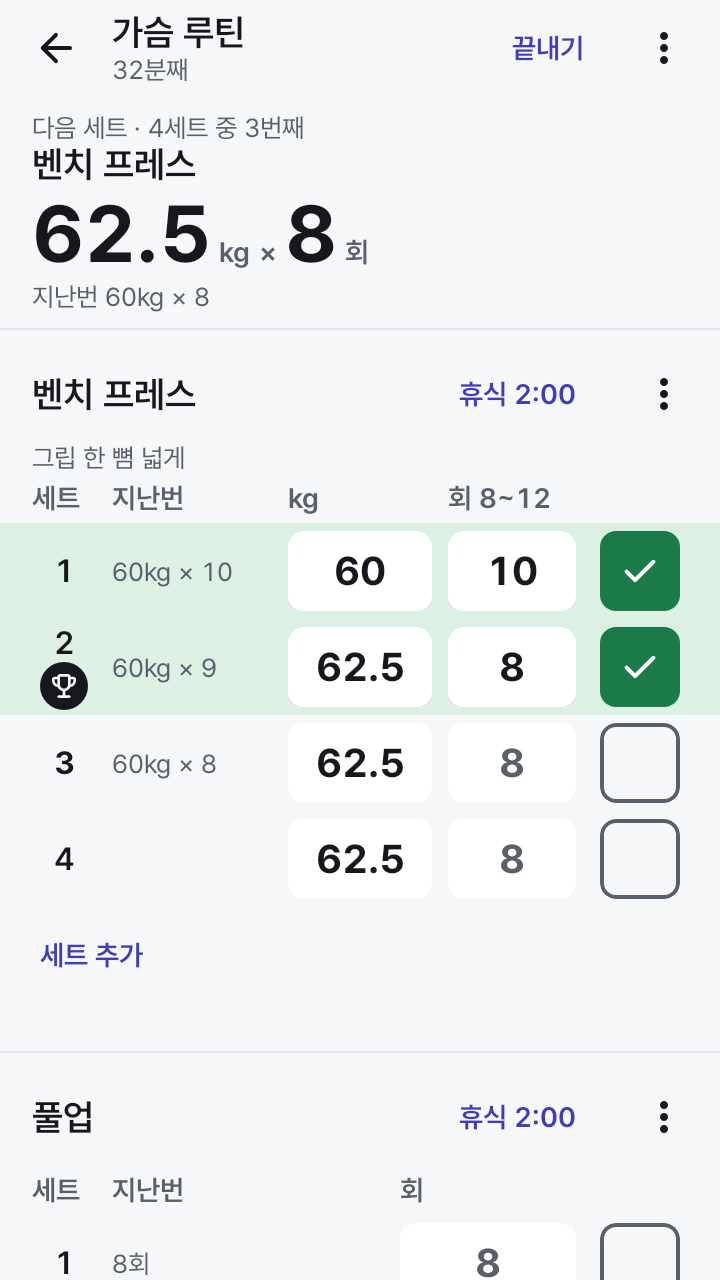 가슴 루틴
32분째
끝내기
다음 세트 · 4세트 중 3번째
벤치 프레스
62.5 kg × 8 회
지난번 60kg × 8
벤치 프레스
휴식 2:00
그립 한 뼘 넓게
세트 지난번 kg 회 8~12
1 60kg × 10 60 10
2 60kg × 9 62.5 8
3 60kg × 8 62.5 8
4 62.5 8
세트 추가
풀업
휴식 2:00
세트 지난번 회
1 8회 8